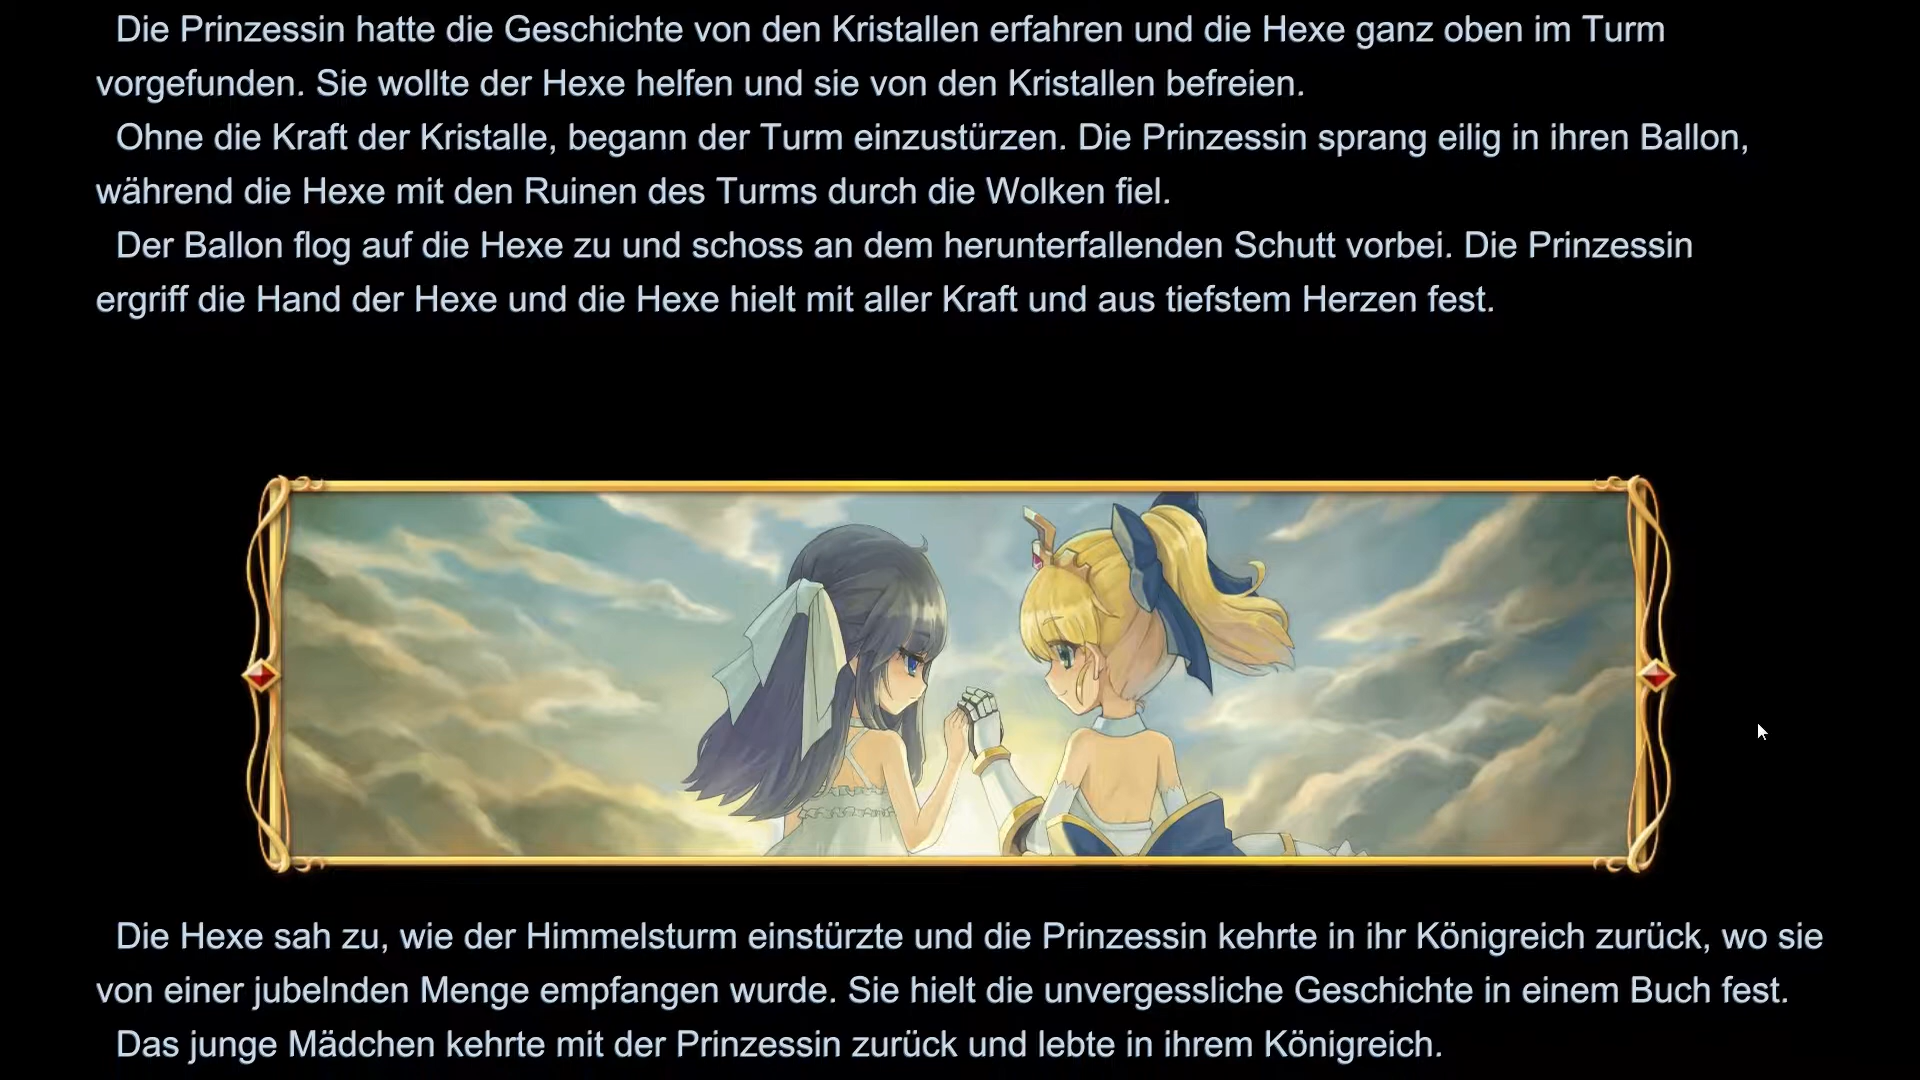 Die Prinzessin hatte die Geschichte von den Kristallen erfahren und die Hexe ganz oben im Turm
vorgefunden. Sie wollte der Hexe helfen und sie von den Kristallen befreien.
Ohne die Kraft der Kristalle, begann der Turm einzustürzen. Die Prinzessin sprang eilig in ihren Ballon,
während die Hexe mit den Ruinen des Turms durch die Wolken fiel.
Der Ballon flog auf die Hexe zu und schoss an dem herunterfallenden Schutt vorbei. Die Prinzessin
ergriff die Hand der Hexe und die Hexe hielt mit aller Kraft und aus tiefstem Herzen fest.
Die Hexe sah zu, wie der Himmelsturm einstürzte und die Prinzessin kehrte in ihr Königreich zurück, wo sie
von einer jubelnden Menge empfangen wurde. Sie hielt die unvergessliche Geschichte in einem Buch fest.
Das junge Mädchen kehrte mit der Prinzessin zurück und lebte in ihrem Königreich.